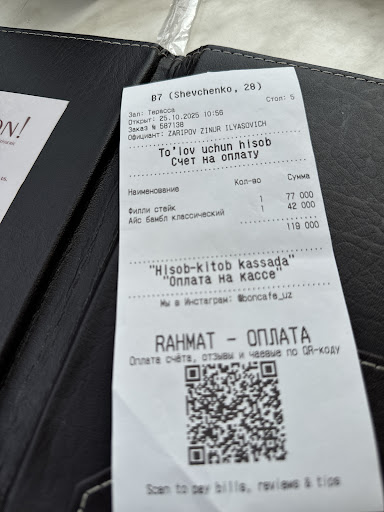 ON!
B7 (Shevchenko, 28)
Зал: Терасса
Стол: 5
Открыт: 25.10.2025 10:56
Заказ № 587138
Официант: ZARIPOV ZINUR ILYASOVICH
To'lov uchun hisob
Счет на оплату
Наименование Кол-во Сумма
Филли стейк 1 77 000
Айс бамбл классический 1 42 000
119 000
"Hisob-kitob kassada"
"Оплата на кассе"
Мы в Инстаграм: @boncafe_uz
RAHMAT - ОПЛАТА
Оплата счёта, отзывы и чаевые по QR-коду
Scan to pay bills, reviews & tips